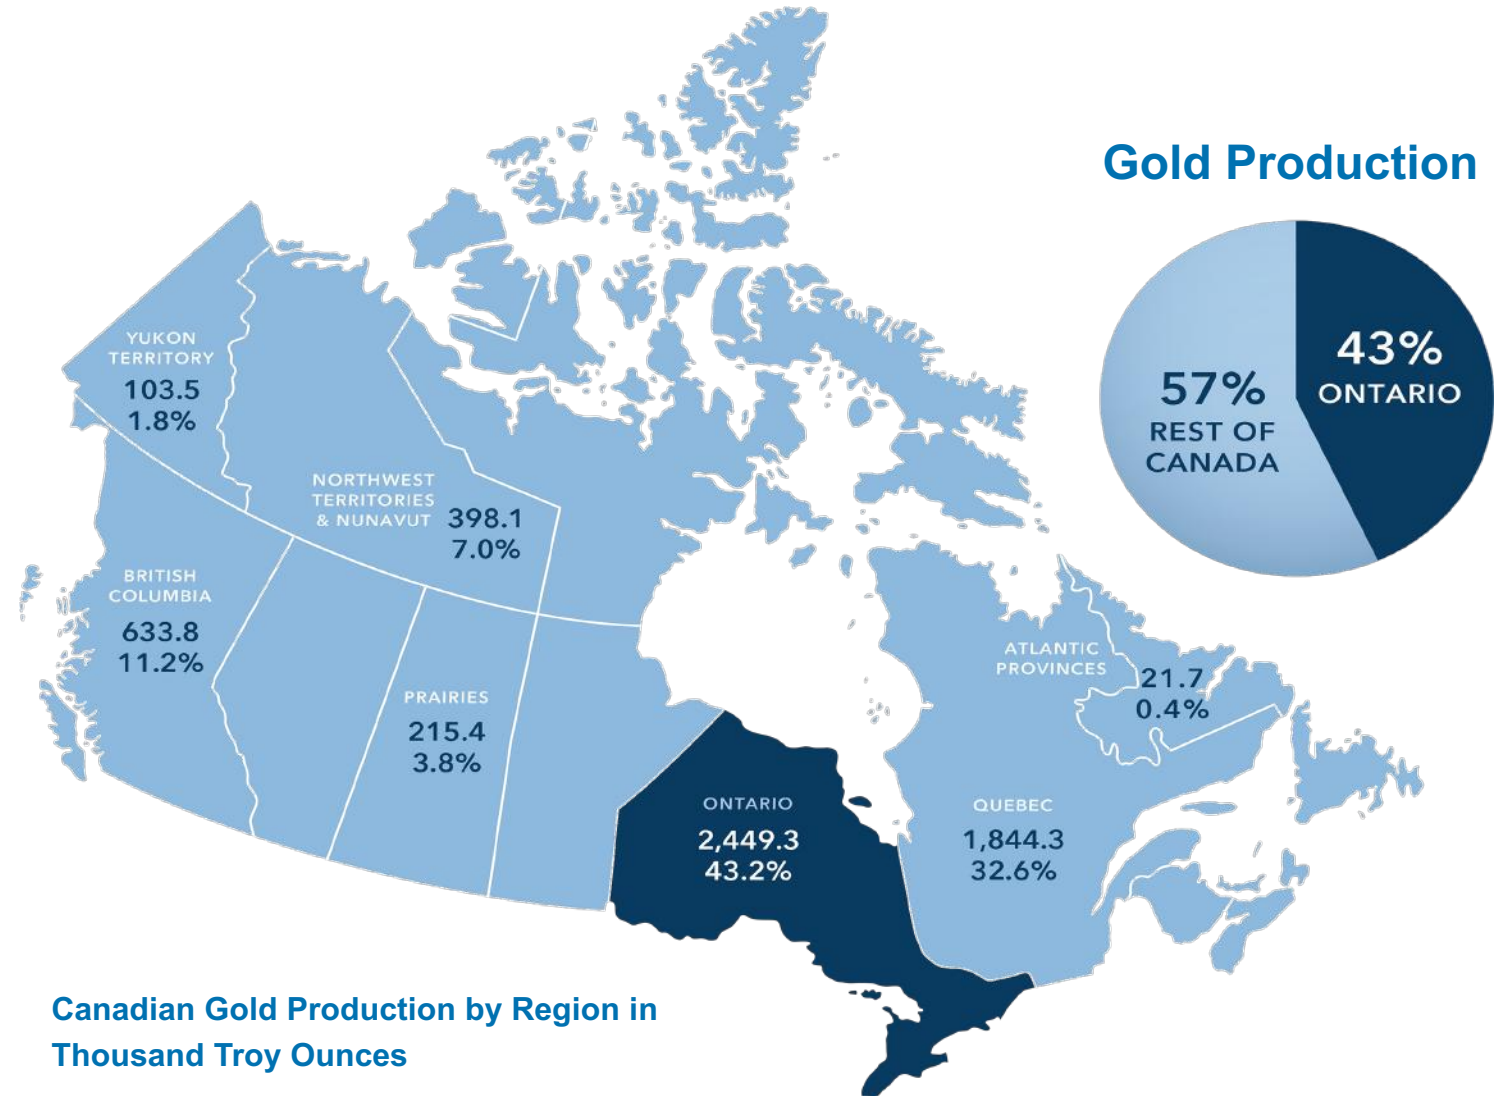 Gold Production
43%
ONTARIO
57%
REST OF
CANADA
YUKON
TERRITORY
103.5
1.8%
NORTHWEST
TERRITORIES
& NUNAVUT
398.1
7.0%
BRITISH
COLUMBIA
633.8
11.2%
PRAIRIES
215.4
3.8%
ONTARIO
2,449.3
43.2%
QUEBEC
1,844.3
32.6%
ATLANTIC
PROVINCES
21.7
0.4%
Canadian Gold Production by Region in
Thousand Troy Ounces